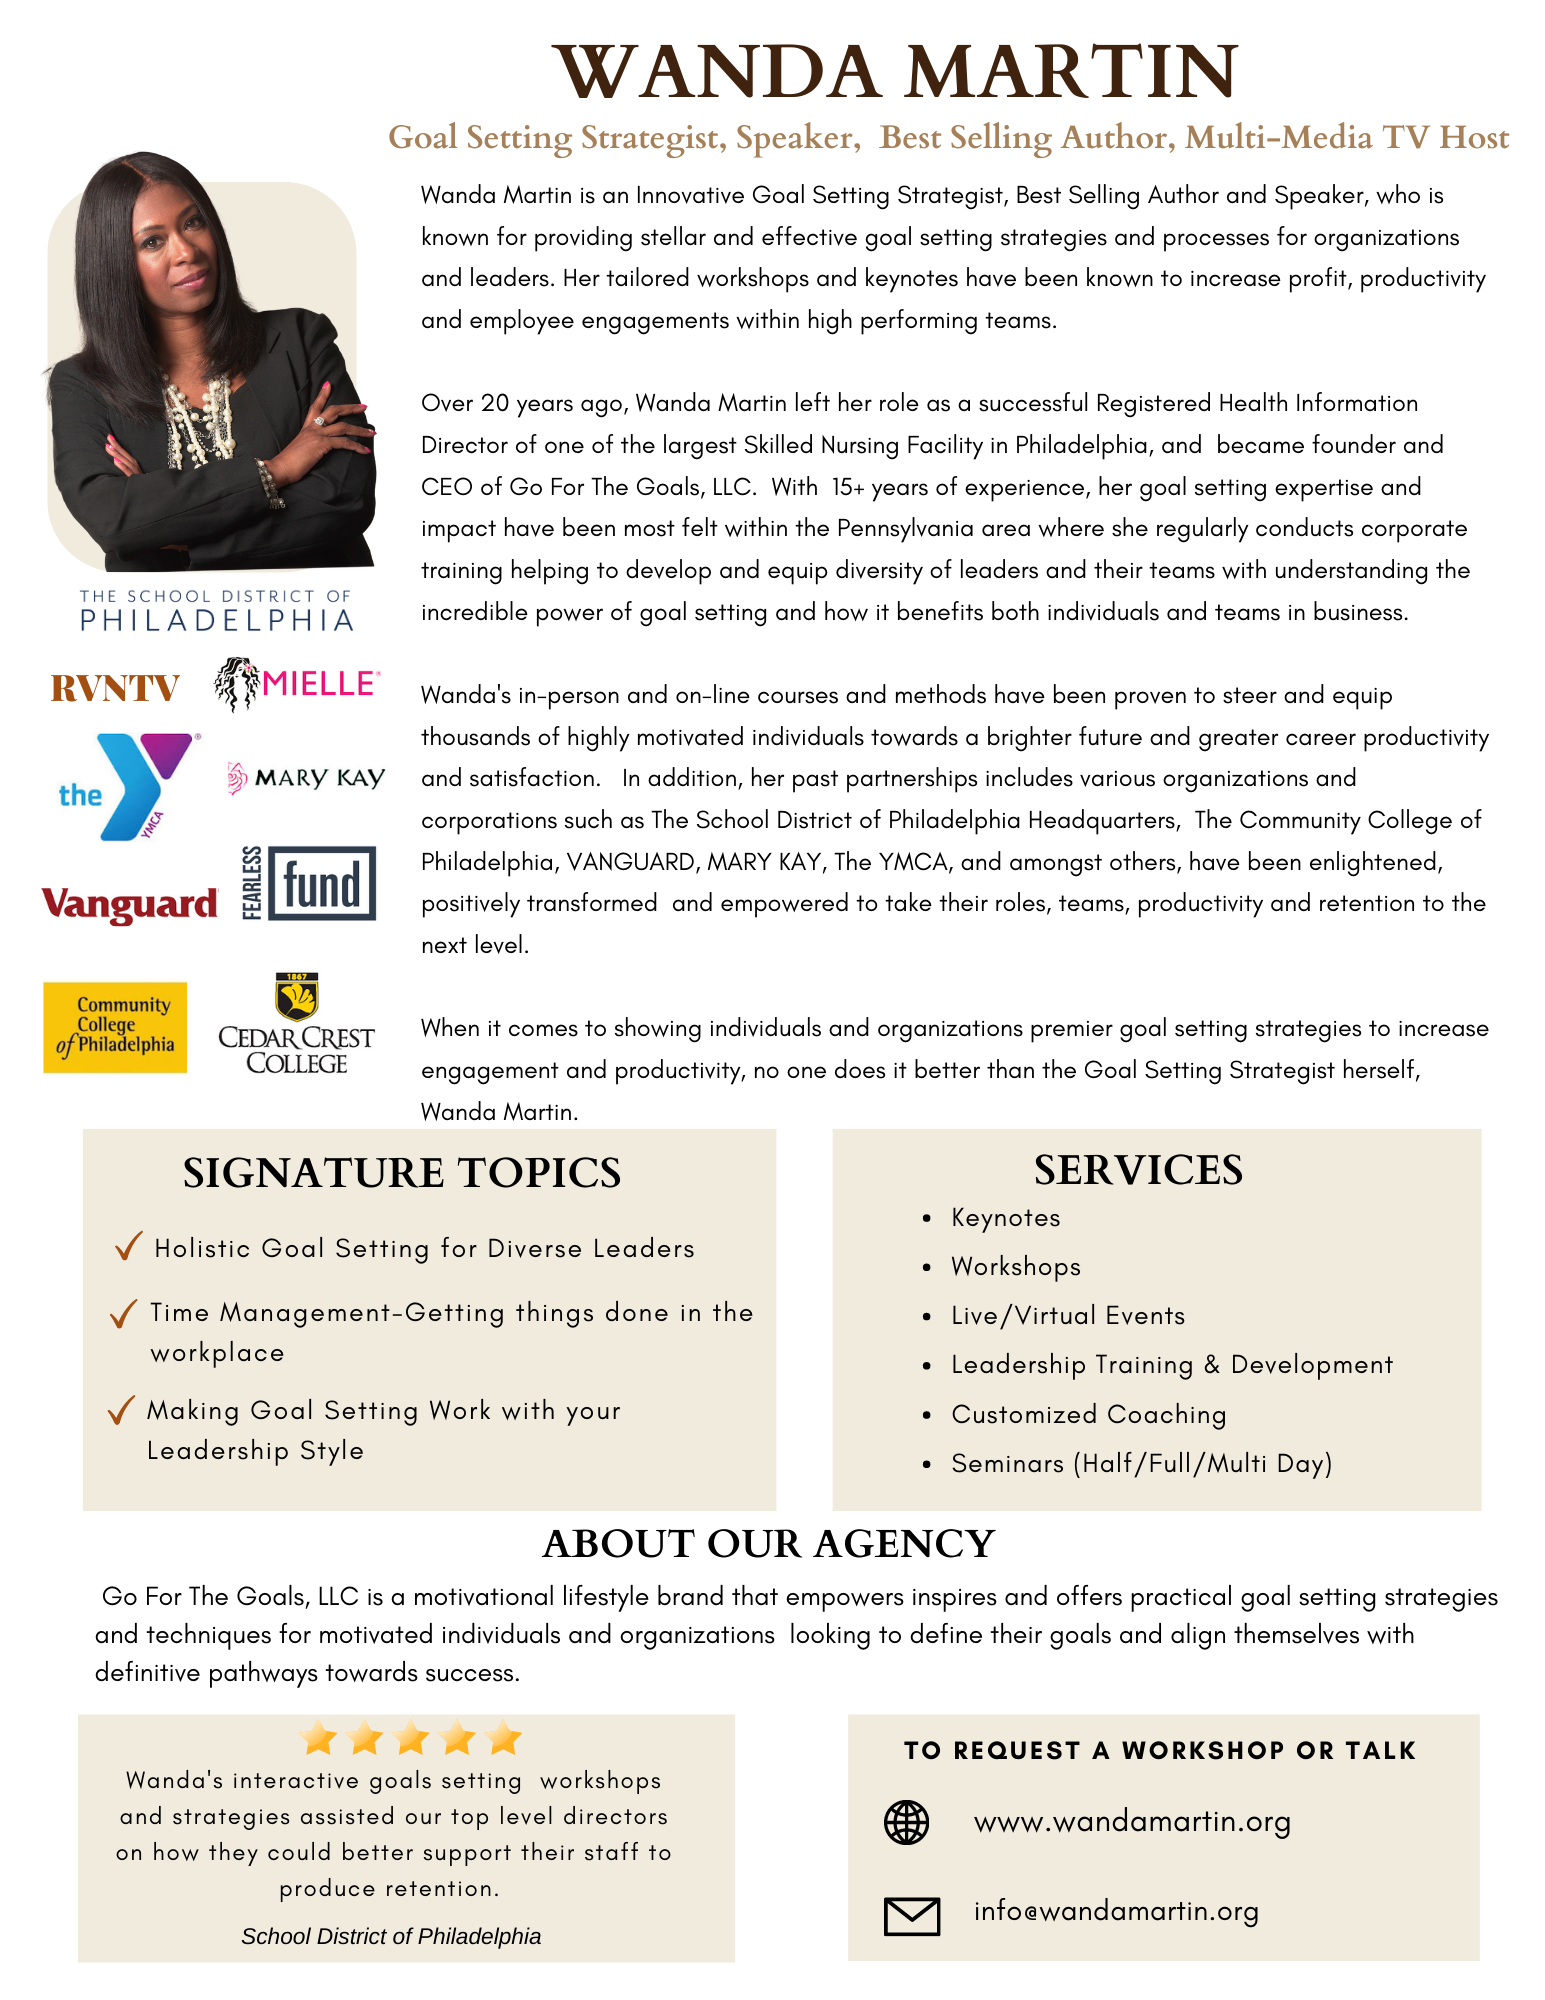 WANDA MARTIN
Goal Setting Strategist, Speaker, Best Selling Author, Multi-Media TV Host
Wanda Martin is an Innovative Goal Setting Strategist, Best Selling Author and Speaker, who is
known for providing stellar and effective goal setting strategies and processes for organizations
and leaders. Her tailored workshops and keynotes have been known to increase profit, productivity
and employee engagements within high performing teams.
Over 20 years ago, Wanda Martin left her role as a successful Registered Health Information
Director of one of the largest Skilled Nursing Facility in Philadelphia, and became founder and
CEO of Go For The Goals, LLC. With 15+ years of experience, her goal setting expertise and
impact have been most felt within the Pennsylvania area where she regularly conducts corporate
training helping to develop and equip diversity of leaders and their teams with understanding the
incredible power of goal setting and how it benefits both individuals and teams in business.
Wanda's in-person and on-line courses and methods have been proven to steer and equip
thousands of highly motivated individuals towards a brighter future and greater career productivity
and satisfaction. In addition, her past partnerships includes various organizations and
corporations such as The School District of Philadelphia Headquarters, The Community College of
Philadelphia, VANGUARD, MARY KAY, The YMCA, and amongst others, have been enlightened,
positively transformed and empowered to take their roles, teams, productivity and retention to the
next level.
When it comes to showing individuals and organizations premier goal setting strategies to increase
engagement and productivity, no one does it better than the Goal Setting Strategist herself,
Wanda Martin.
THE SCHOOL DISTRICT OF
PHILADELPHIA
RVNTV
MIELLE®
the Y®
YMCA
MARY KAY
Vanguard
FEARLESS
fund
Community
College
of Philadelphia
1867
CEDAR CREST
COLLEGE
SIGNATURE TOPICS
Holistic Goal Setting for Diverse Leaders
Time Management-Getting things done in the
workplace
Making Goal Setting Work with your
Leadership Style
SERVICES
• Keynotes
• Workshops
• Live/Virtual Events
• Leadership Training & Development
• Customized Coaching
• Seminars (Half/Full/Multi Day)
ABOUT OUR AGENCY
Go For The Goals, LLC is a motivational lifestyle brand that empowers inspires and offers practical goal setting strategies
and techniques for motivated individuals and organizations looking to define their goals and align themselves with
definitive pathways towards success.
Wanda's interactive goals setting workshops
and strategies assisted our top level directors
on how they could better support their staff to
produce retention.
School District of Philadelphia
TO REQUEST A WORKSHOP OR TALK
www.wandamartin.org
info@wandamartin.org